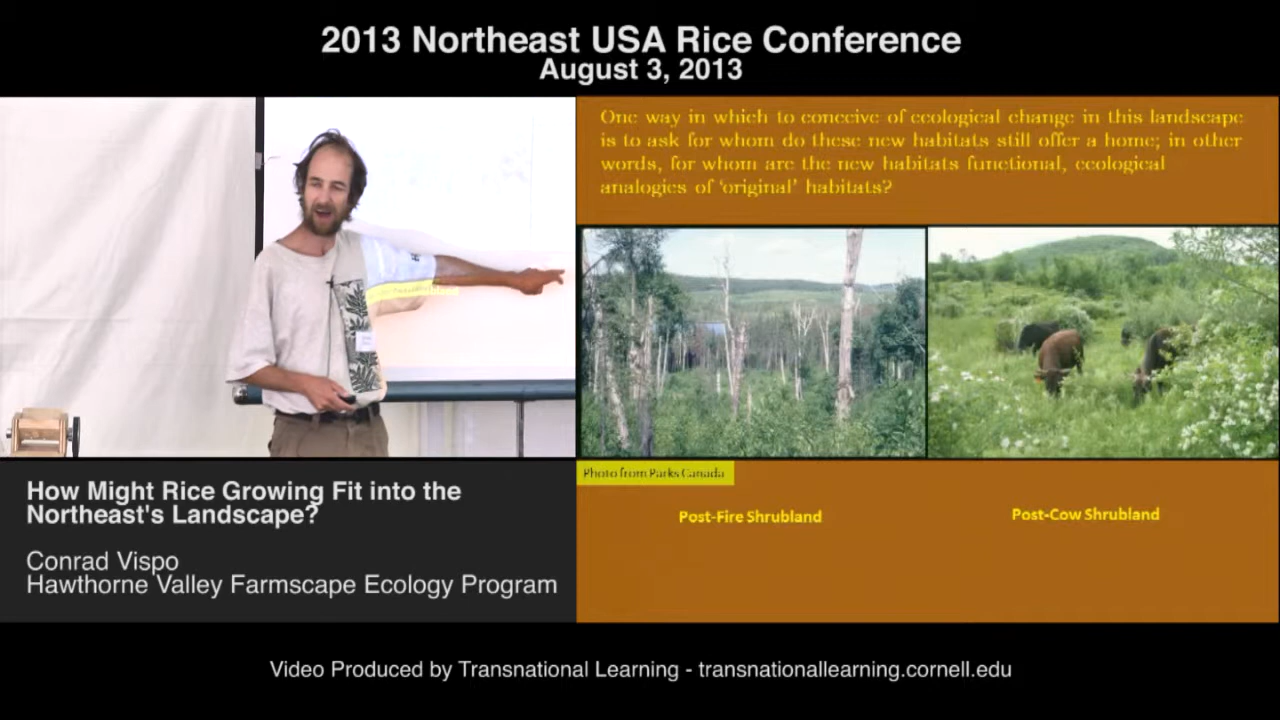 2013 Northeast USA Rice Conference
August 3, 2013
One way in which to conceive of ecological change in this landscape
is to ask for whom do these new habitats still offer a home; in other
words, for whom are the new habitats functional, ecological
analogies of 'original' habitats?
Photo from Parks Canada
Post-Fire Shrubland
Post-Cow Shrubland
How Might Rice Growing Fit into the
Northeast's Landscape?
Conrad Vispo
Hawthorne Valley Farmscape Ecology Program
Video Produced by Transnational Learning - transnationallearning.cornell.edu